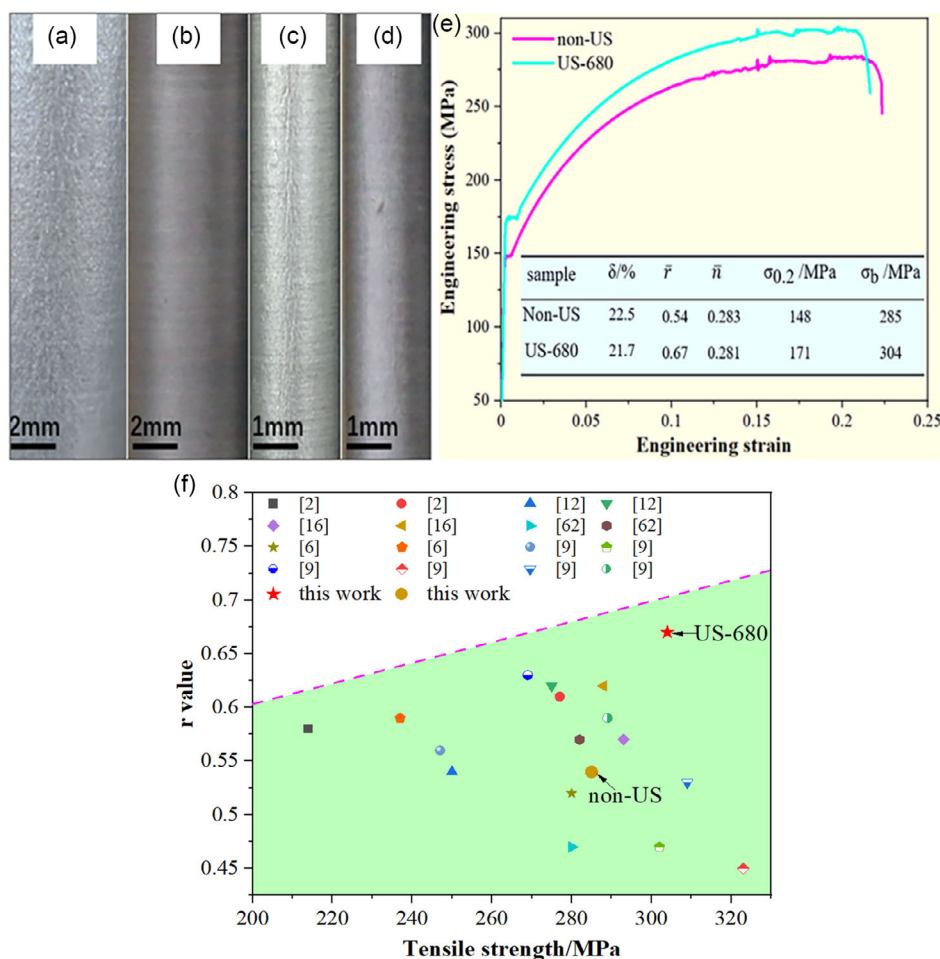 (a) (b) (c) (d)
2mm 2mm 1mm 1mm
(e)
non-US
US-680
Engineering stress (MPa)
300
250
200
150
100
50
sample δ/% r̄ n̄ σ0.2 /MPa σb /MPa
Non-US 22.5 0.54 0.283 148 285
US-680 21.7 0.67 0.281 171 304
0 0.05 0.1 0.15 0.2 0.25
Engineering strain
(f)
[2] [2] [12] [12]
[16] [16] [62] [62]
[6] [6] [9] [9]
[9] [9] [9] [9]
this work this work
r value
0.8
0.75
0.7
0.65
0.6
0.55
0.5
0.45
US-680
non-US
200 220 240 260 280 300 320
Tensile strength/MPa